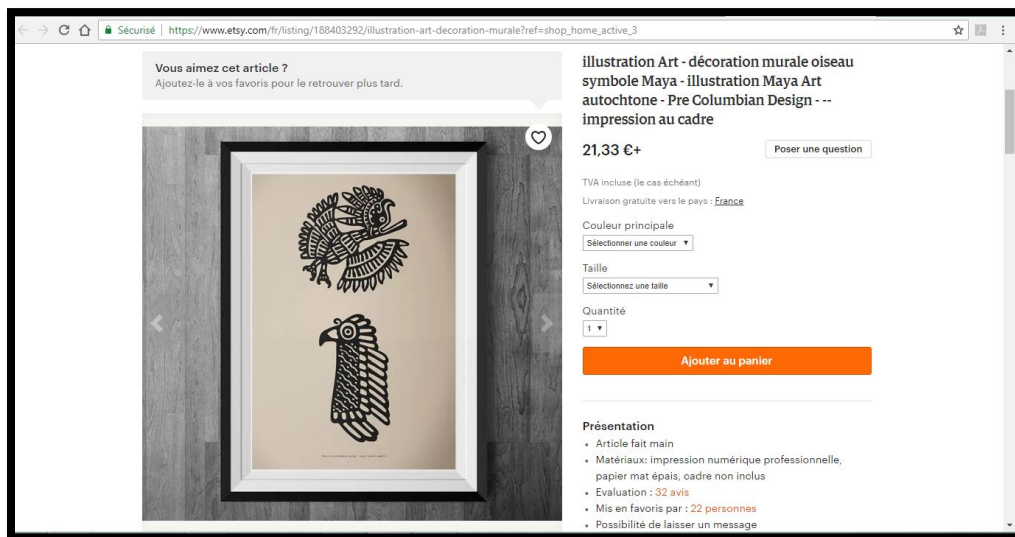 Sécurisé | https://www.etsy.com/fr/listing/188403292/illustration-art-decoration-murale?ref=shop_home_active_3
Vous aimez cet article ?
Ajoutez-le à vos favoris pour le retrouver plus tard.
illustration Art - décoration murale oiseau
symbole Maya - illustration Maya Art
autochtone - Pre Columbian Design - --
impression au cadre
21,33 €+
Poser une question
TVA incluse (le cas échéant)
Livraison gratuite vers le pays : France
Couleur principale
Sélectionner une couleur
Taille
Sélectionnez une taille
Quantité
1
Ajouter au panier
Présentation
• Article fait main
• Matériaux: impression numérique professionnelle,
papier mat épais, cadre non inclus
• Evaluation : 32 avis
• Mis en favoris par : 22 personnes
• Possibilité de laisser un message